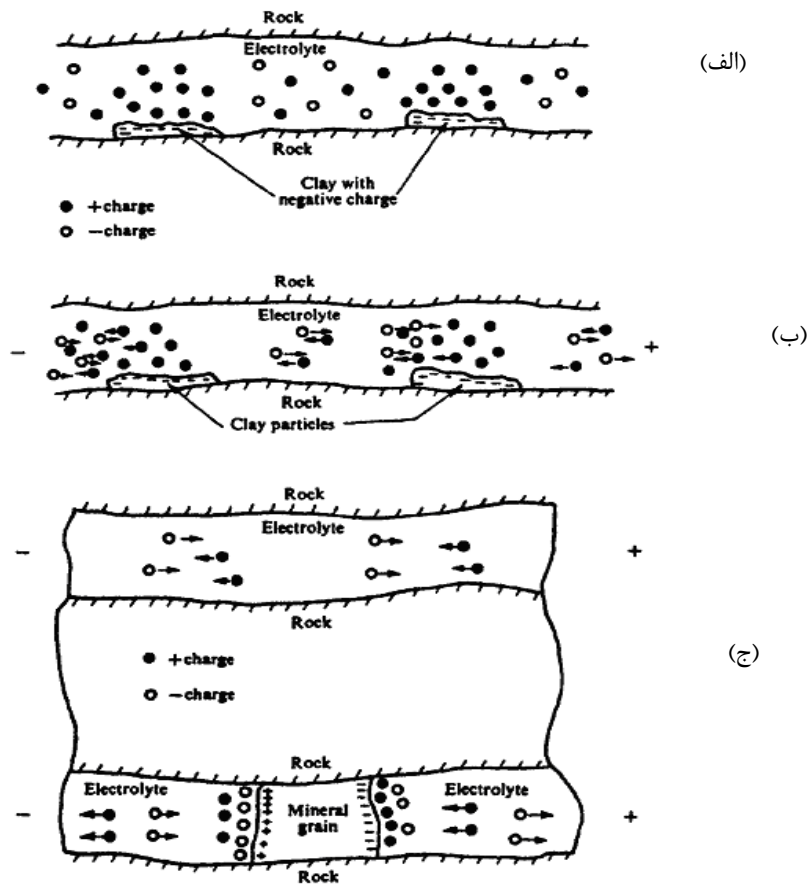 Rock
Electrolyte
(الف)
Rock
Clay with
negative charge
+charge
−charge
Rock
Electrolyte
(ب)
−
+
Rock
Clay particles
Rock
Electrolyte
−
+
Rock
(ج)
+charge
−charge
Rock
Electrolyte
Mineral
grain
Electrolyte
−
+
Rock